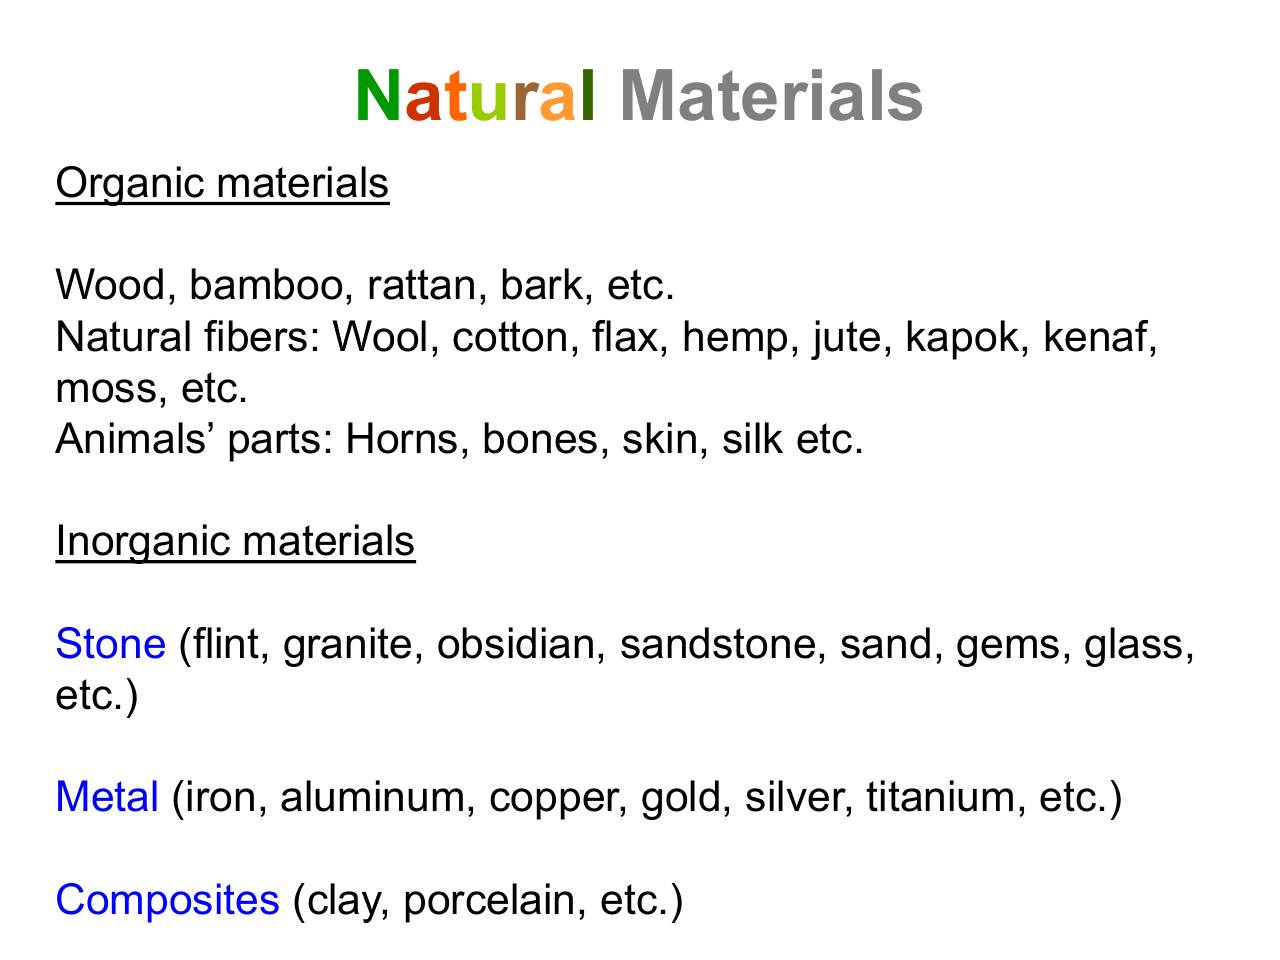 Natural Materials
Organic materials
Wood, bamboo, rattan, bark, etc.
Natural fibers: Wool, cotton, flax, hemp, jute, kapok, kenaf,
moss, etc.
Animals’ parts: Horns, bones, skin, silk etc.
Inorganic materials
Stone (flint, granite, obsidian, sandstone, sand, gems, glass,
etc.)
Metal (iron, aluminum, copper, gold, silver, titanium, etc.)
Composites (clay, porcelain, etc.)